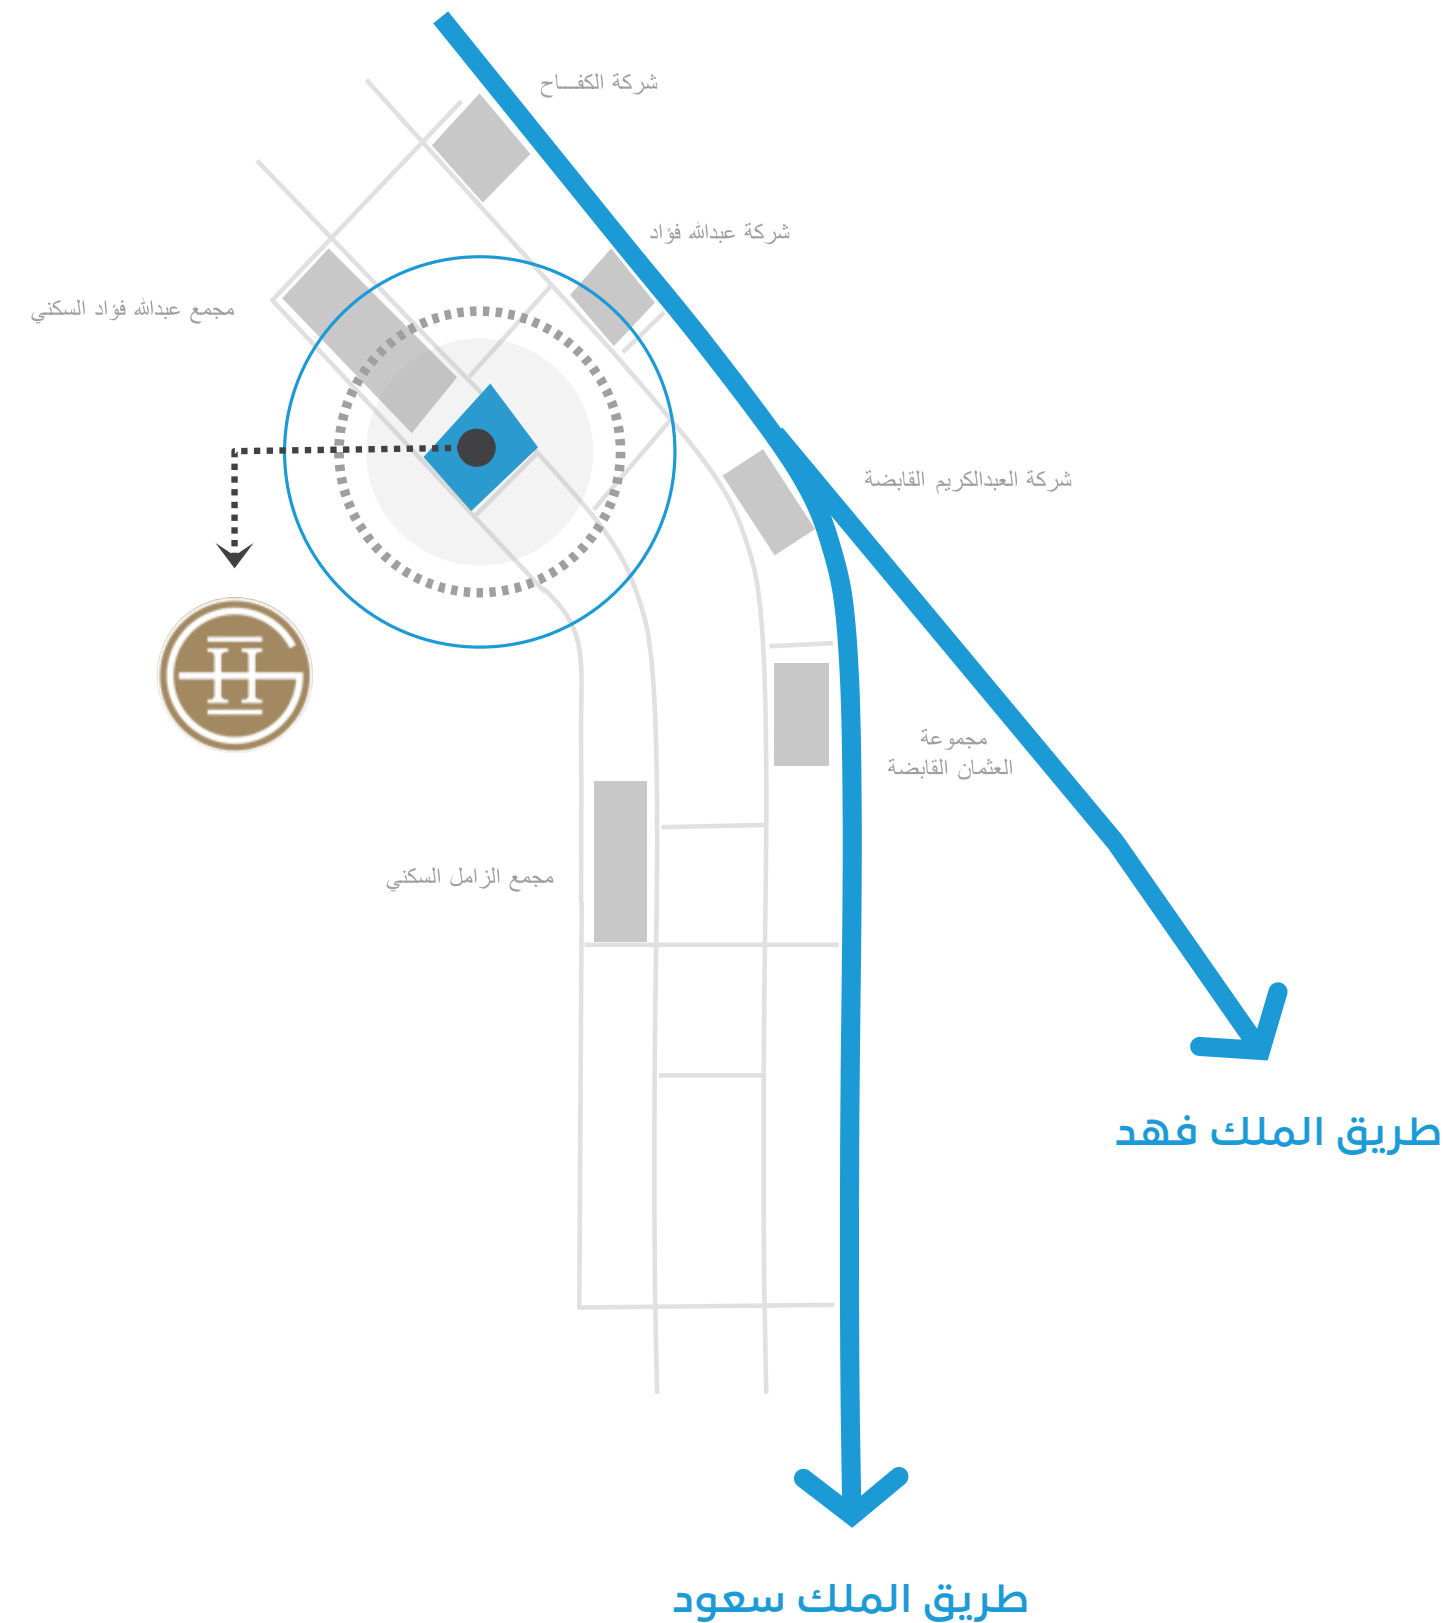 شركة الكفـــاح
شركة عبدالله فؤاد
مجمع عبدالله فؤاد السكني
شركة العبدالكريم القابضة
مجموعة
العثمان القابضة
مجمع الزامل السكني
طريق الملك فهد
طريق الملك سعود